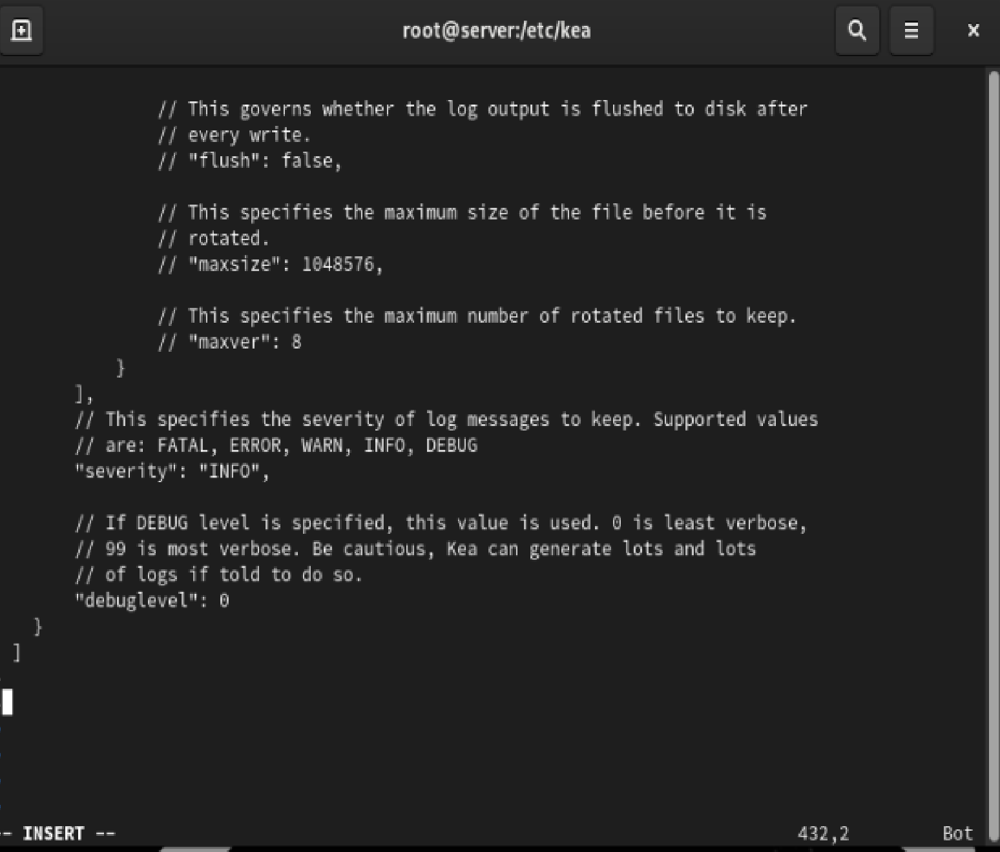 root@server:/etc/kea
// This governs whether the log output is flushed to disk after
// every write.
// "flush": false,
// This specifies the maximum size of the file before it is
// rotated.
// "maxsize": 1048576,
// This specifies the maximum number of rotated files to keep.
// "maxver": 8
}
],
// This specifies the severity of log messages to keep. Supported values
// are: FATAL, ERROR, WARN, INFO, DEBUG
"severity": "INFO",
// If DEBUG level is specified, this value is used. 0 is least verbose,
// 99 is most verbose. Be cautious, Kea can generate lots and lots
// of logs if told to do so.
"debuglevel": 0
}
]
-- INSERT -- 432,2 Bot